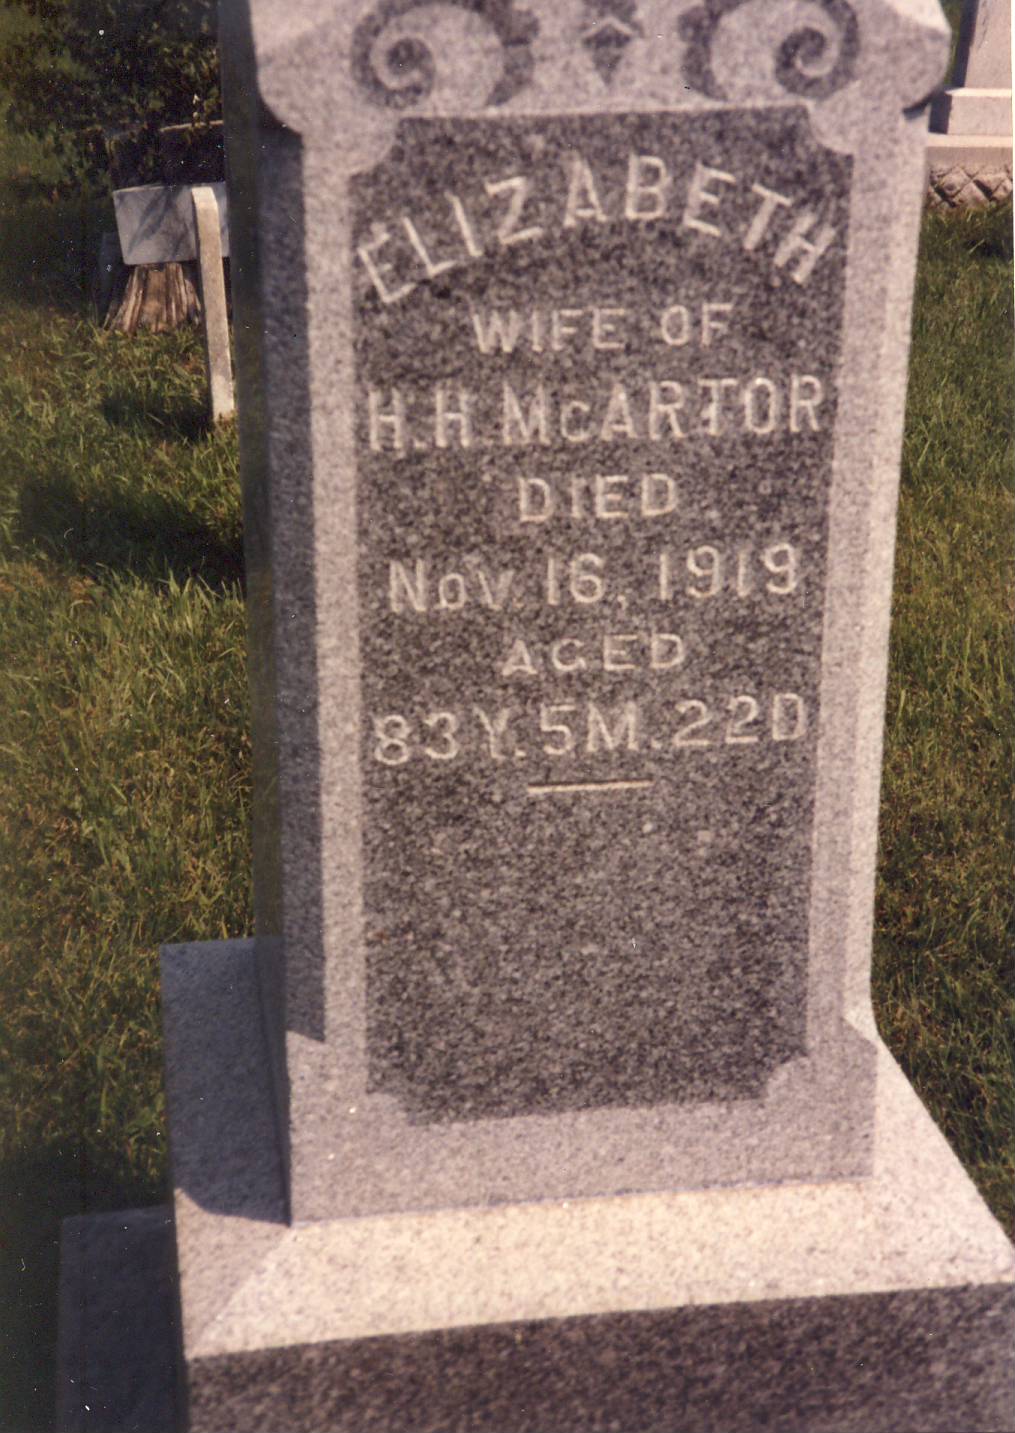 ELIZABETH
WIFE OF
H.H. McARTOR
DIED
Nov. 16, 1919
AGED
83Y. 5M. 22D